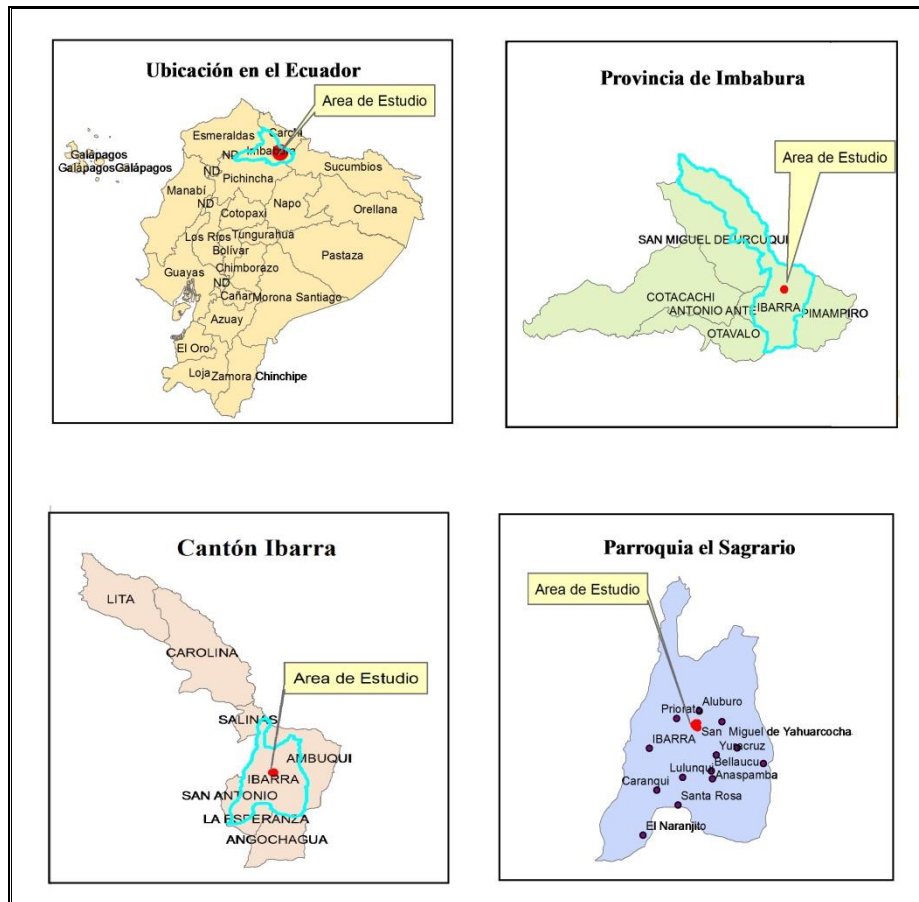 Ubicación en el Ecuador
Area de Estudio
Carchi
Esmeraldas
Imbabura
ND
Galápagos
Galápagos Galápagos
Sucumbios
ND
Pichincha
Manabí
Napo
ND
Orellana
Cotopaxi
Los Ríos
Tungurahua
Bolívar
Pastaza
Guayas
Chimborazo
ND
Cañar
Morona Santiago
Azuay
El Oro
Loja
Zamora Chinchipe
Provincia de Imbabura
Area de Estudio
SAN MIGUEL DE URCUQUI
COTACACHI
ANTONIO ANTE
IBARRA
PIMAMPIRO
OTAVALO
Cantón Ibarra
LITA
CAROLINA
Area de Estudio
SALINAS
AMBUQUI
IBARRA
SAN ANTONIO
LA ESPERANZA
ANGOCHAGUA
Parroquia el Sagrario
Area de Estudio
Aluburo
Priorato
San Miguel de Yahuarcocha
IBARRA
Yuracruz
Bellaucu
Lulunqui
Anaspamba
Caranqui
Santa Rosa
El Naranjito